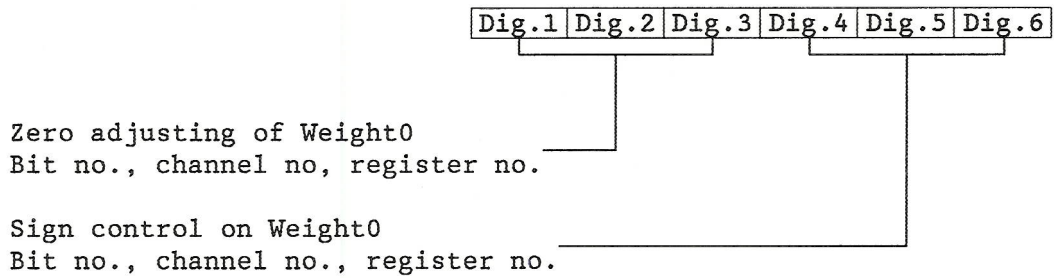 Dig.1 Dig.2 Dig.3 Dig.4 Dig.5 Dig.6
Zero adjusting of Weight0
Bit no., channel no, register no.
Sign control on Weight0
Bit no., channel no., register no.